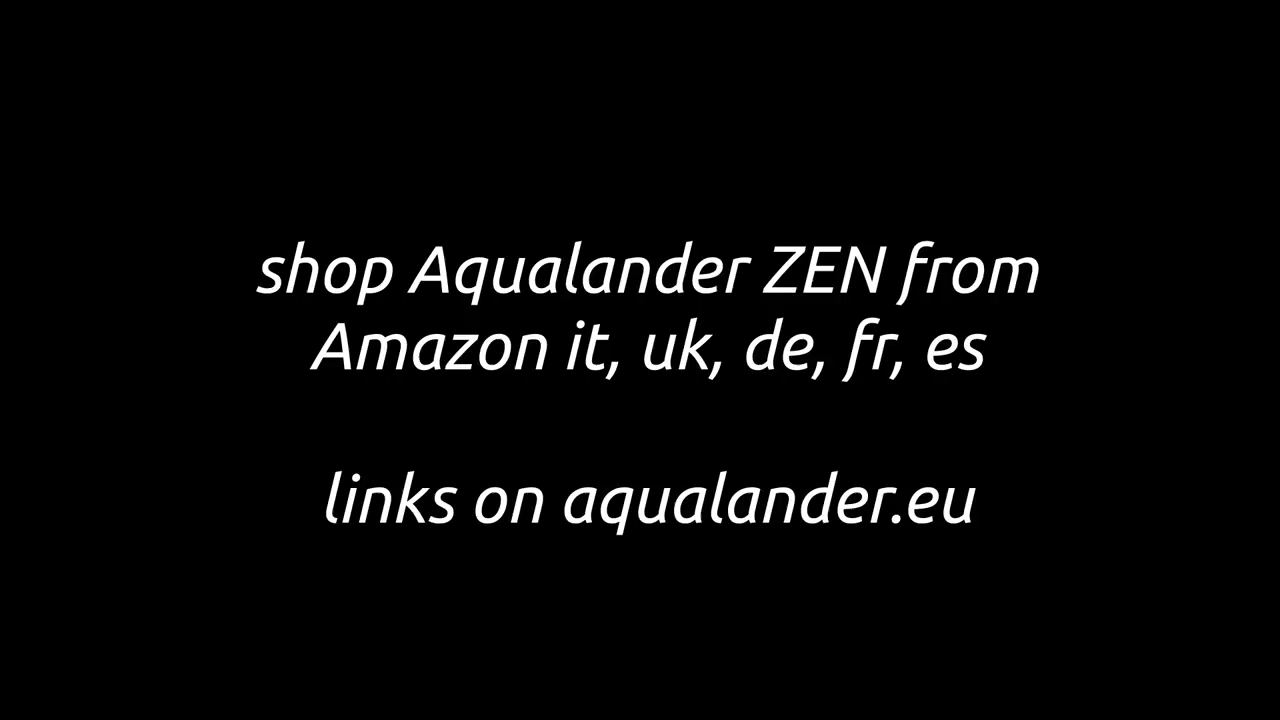 shop Aqualander ZEN from
Amazon it, uk, de, fr, es
links on aqualander.eu